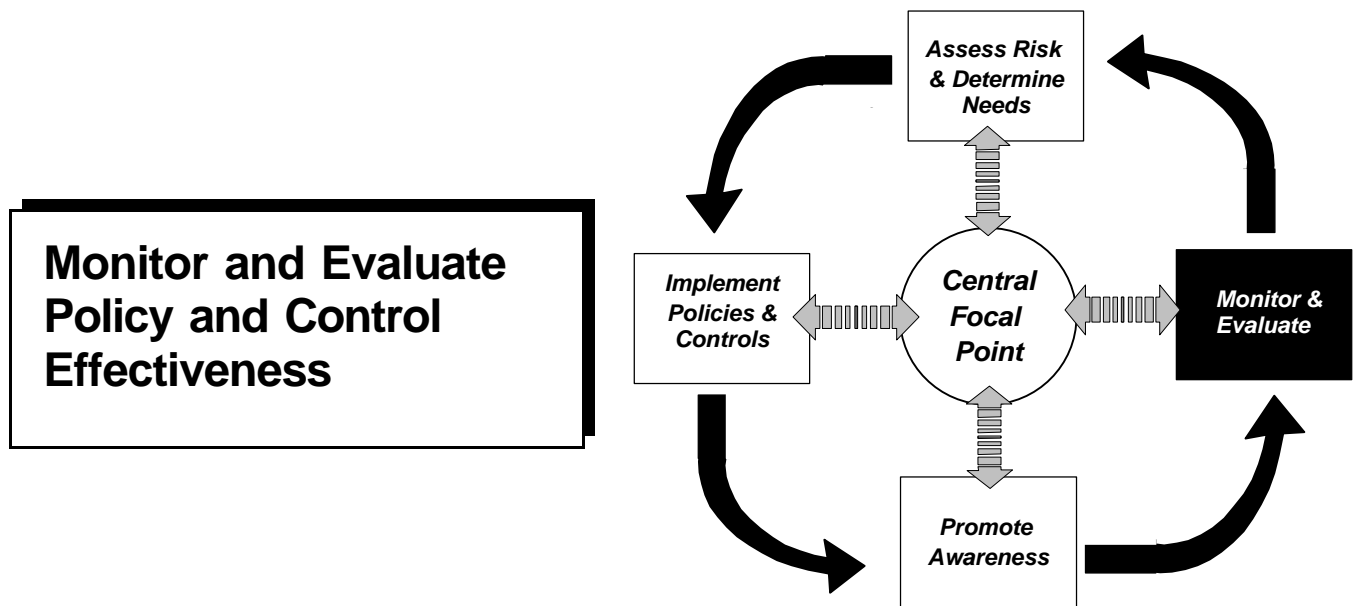 Monitor and Evaluate
Policy and Control
Effectiveness
Assess Risk
& Determine
Needs
Implement
Policies &
Controls
Central
Focal
Point
Monitor &
Evaluate
Promote
Awareness